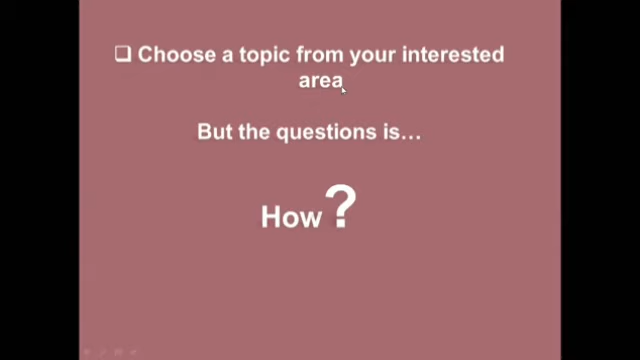 ❑ Choose a topic from your interested
area
But the questions is…
How?